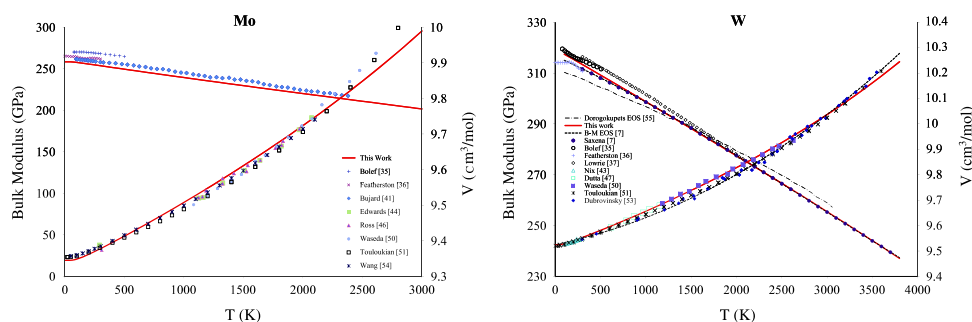 Mo
300
250
200
150
100
50
0
Bulk Modulus (GPa)
10
9.9
9.8
9.7
9.6
9.5
9.4
9.3
V (cm³/mol)
0
500
1000
1500
2000
2500
3000
T (K)
This Work
Bolef [35]
Featherston [36]
Bujard [41]
Edwards [44]
Ross [46]
Waseda [50]
Touloukian [51]
Wang [54]
W
330
310
290
270
250
230
Bulk Modulus (GPa)
10.4
10.3
10.2
10.1
10
9.9
9.8
9.7
9.6
9.5
9.4
V (cm³/mol)
0
500
1000
1500
2000
2500
3000
3500
4000
T (K)
Dorogokupets EOS [55]
This work
B-M EOS [7]
Saxena [7]
Bolef [35]
Featherston [36]
Lowrie [37]
Nix [43]
Dutta [47]
Waseda [50]
Touloukian [51]
Dubrovinsky [53]